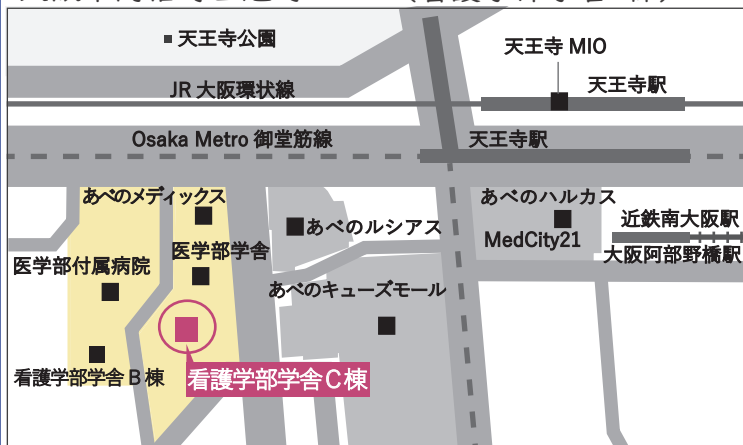 天王寺公園
天王寺 MIO
天王寺駅
JR 大阪環状線
Osaka Metro 御堂筋線
天王寺駅
あべのメディックス
あべのルシアス
あべのハルカス
MedCity21
近鉄南大阪駅
大阪阿部野橋駅
医学部学舎
医学部付属病院
あべのキューズモール
看護学部学舎B棟
看護学部学舎C棟